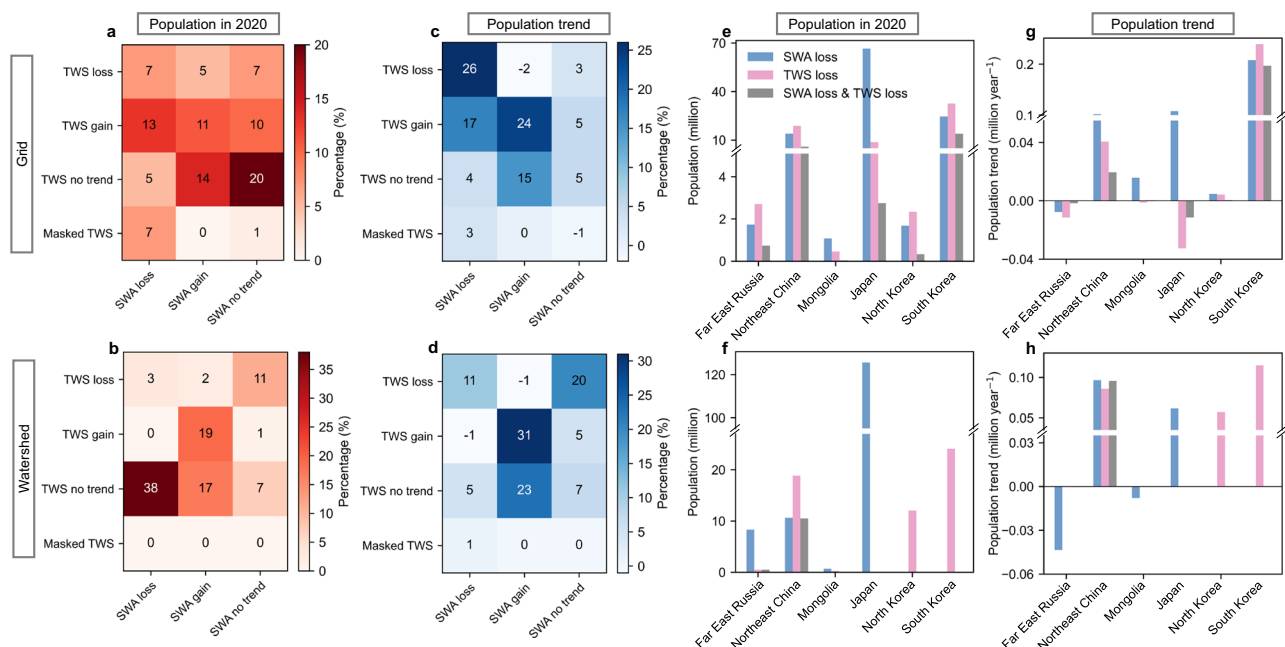 Population in 2020
Population trend
Population in 2020
Population trend
Grid
Watershed
a
TWS loss
TWS gain
TWS no trend
Masked TWS
7 5 7
13 11 10
5 14 20
7 0 1
SWA loss
SWA gain
SWA no trend
20
15
10
5
0
Percentage (%)
c
TWS loss
TWS gain
TWS no trend
Masked TWS
26 -2 3
17 24 5
4 15 5
3 0 -1
SWA loss
SWA gain
SWA no trend
25
20
15
10
5
0
Percentage (%)
e
SWA loss
TWS loss
SWA loss & TWS loss
Population (million)
70
40
10
4
2
0
Far East Russia
Northeast China
Mongolia
Japan
North Korea
South Korea
g
Population trend (million year⁻¹)
0.2
0.1
0.04
0.00
−0.04
Far East Russia
Northeast China
Mongolia
Japan
North Korea
South Korea
b
TWS loss
TWS gain
TWS no trend
Masked TWS
3 2 11
0 19 1
38 17 7
0 0 0
SWA loss
SWA gain
SWA no trend
35
30
25
20
15
10
5
0
Percentage (%)
d
TWS loss
TWS gain
TWS no trend
Masked TWS
11 -1 20
-1 31 5
5 23 7
1 0 0
SWA loss
SWA gain
SWA no trend
30
25
20
15
10
5
0
Percentage (%)
f
Population (million)
120
100
20
10
0
Far East Russia
Northeast China
Mongolia
Japan
North Korea
South Korea
h
Population trend (million year⁻¹)
0.10
0.05
0.03
0.00
−0.03
−0.06
Far East Russia
Northeast China
Mongolia
Japan
North Korea
South Korea